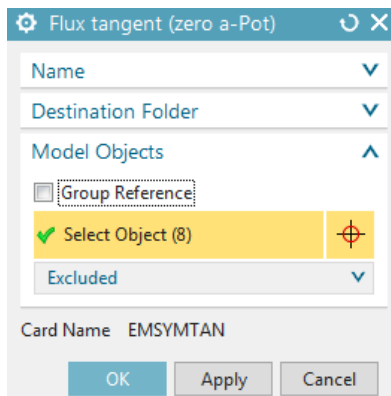 Flux tangent (zero a-Pot)
Name
Destination Folder
Model Objects
Group Reference
Select Object (8)
Excluded
Card Name EMSYMTAN
OK Apply Cancel